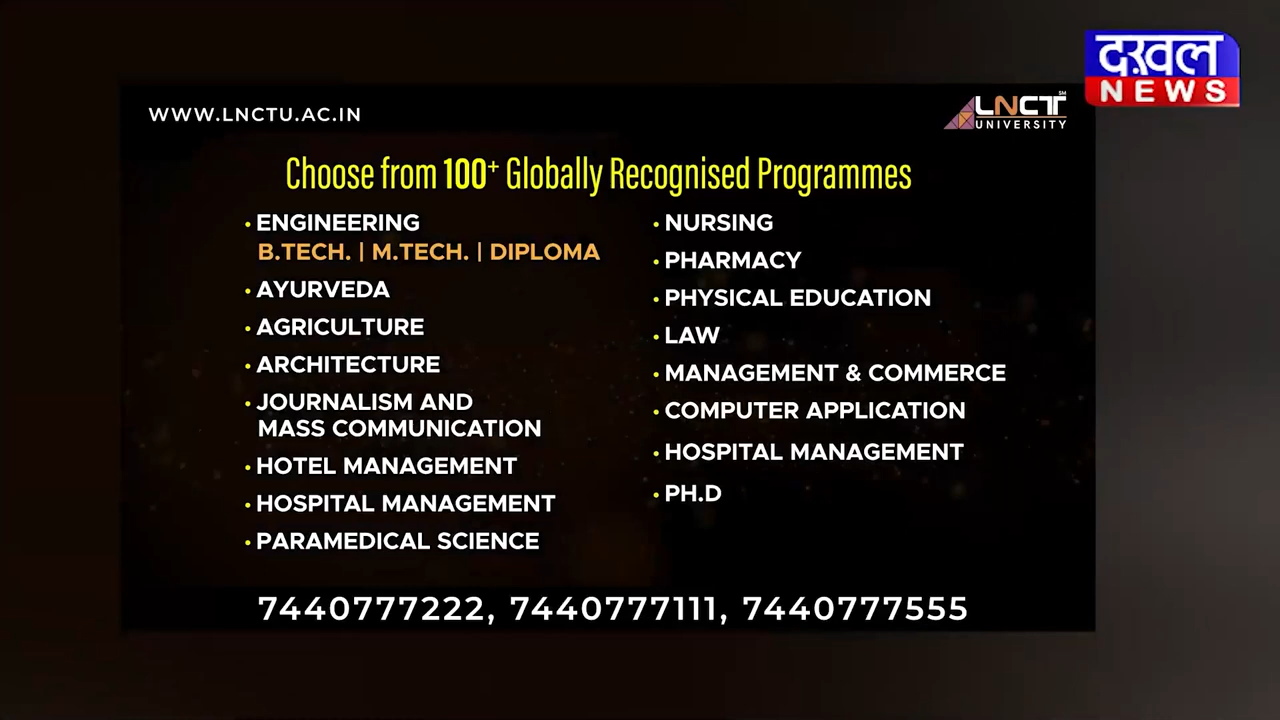 दख़ल
NEWS
WWW.LNCTU.AC.IN
LNCT
SM
UNIVERSITY
Choose from 100+ Globally Recognised Programmes
• ENGINEERING
B.TECH. | M.TECH. | DIPLOMA
• AYURVEDA
• AGRICULTURE
• ARCHITECTURE
• JOURNALISM AND
MASS COMMUNICATION
• HOTEL MANAGEMENT
• HOSPITAL MANAGEMENT
• PARAMEDICAL SCIENCE
• NURSING
• PHARMACY
• PHYSICAL EDUCATION
• LAW
• MANAGEMENT & COMMERCE
• COMPUTER APPLICATION
• HOSPITAL MANAGEMENT
• PH.D
7440777222, 7440777111, 7440777555